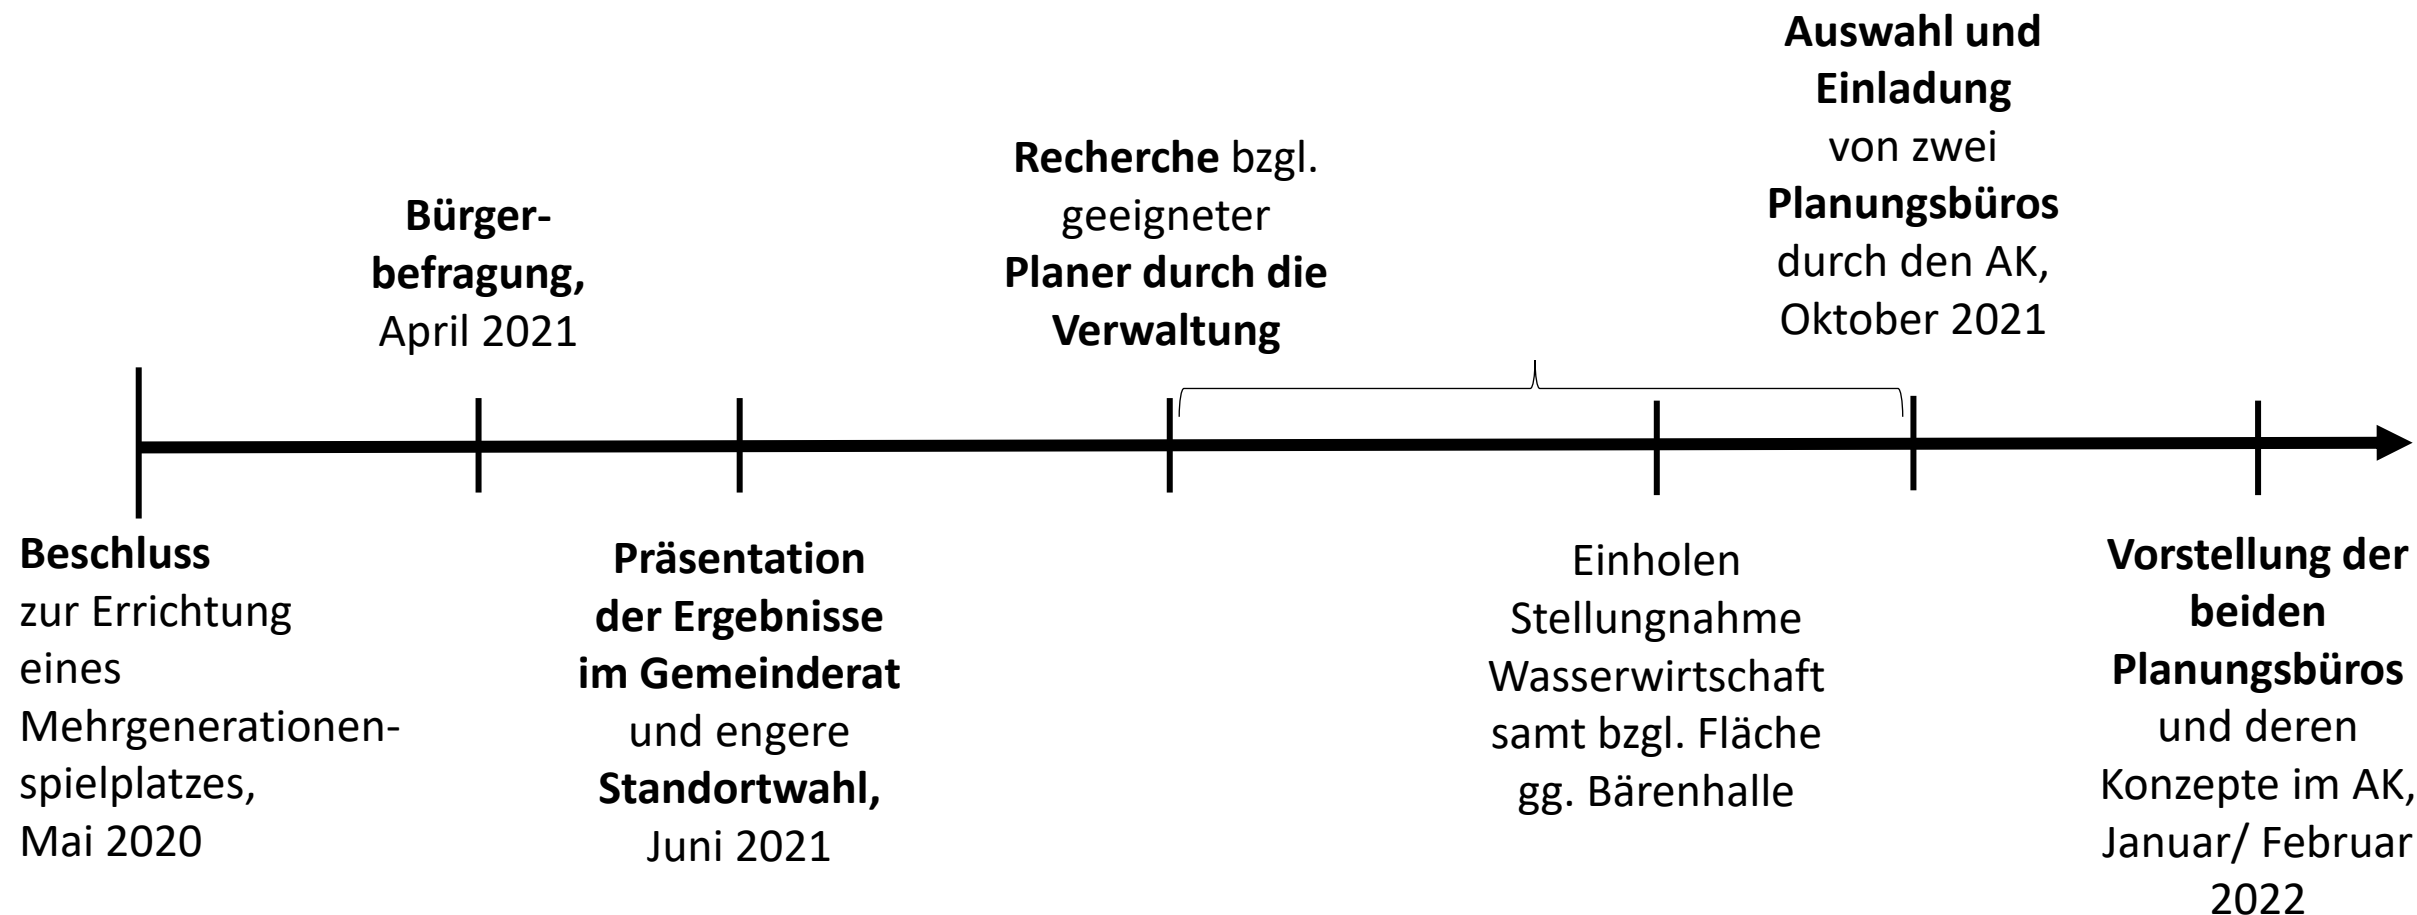 Beschluss
zur Errichtung
eines
Mehrgenerationen-
spielplatzes,
Mai 2020
Bürger-
befragung,
April 2021
Präsentation
der Ergebnisse
im Gemeinderat
und engere
Standortwahl,
Juni 2021
Recherche bzgl.
geeigneter
Planer durch die
Verwaltung
Einholen
Stellungnahme
Wasserwirtschaft
samt bzgl. Fläche
gg. Bärenhalle
Auswahl und
Einladung
von zwei
Planungsbüros
durch den AK,
Oktober 2021
Vorstellung der
beiden
Planungsbüros
und deren
Konzepte im AK,
Januar/ Februar
2022